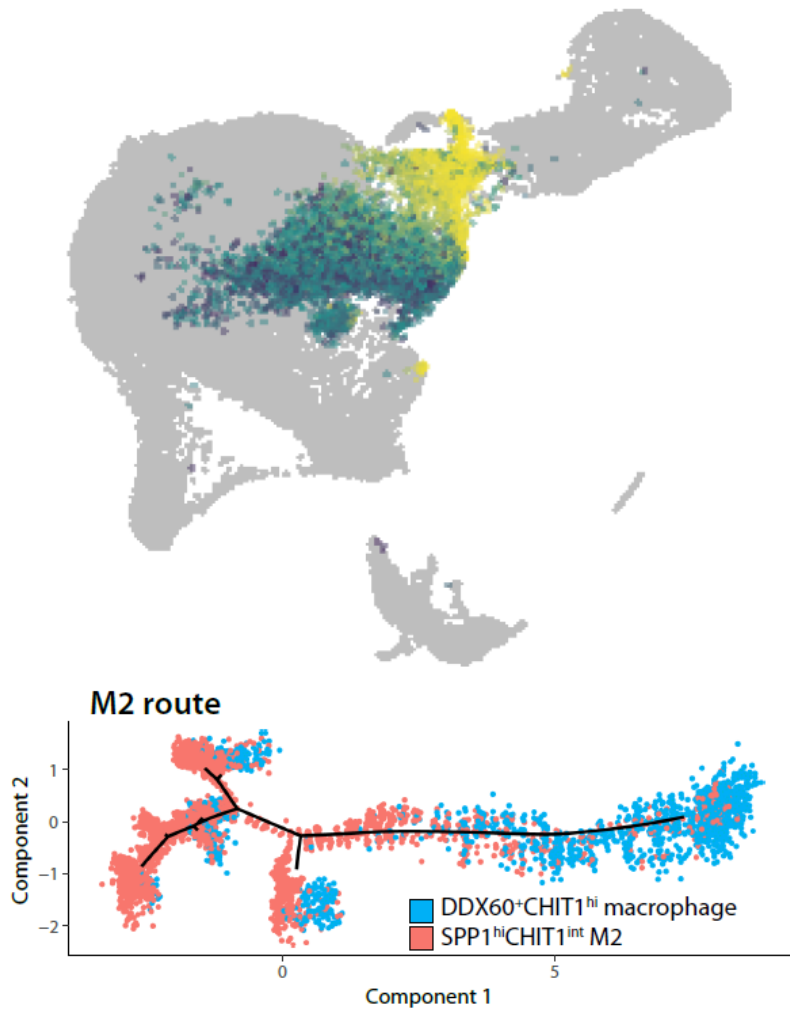 M2 route
Component 2
1
0
−1
−2
DDX60⁺CHIT1ʰⁱ macrophage
SPP1ʰⁱCHIT1ⁱⁿᵗ M2
0
5
Component 1